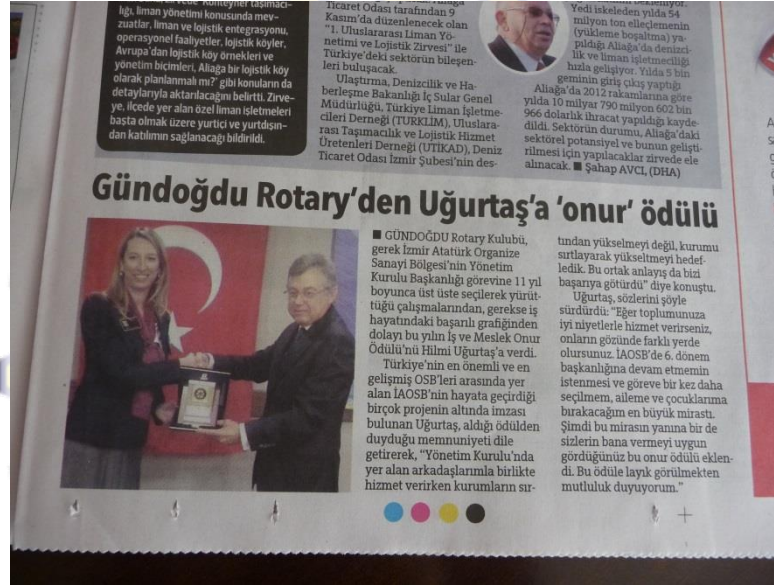 lığı, liman yönetimi konusunda mev-
zuatlar, liman ve lojistik entegrasyonu,
operasyonel faaliyetler, lojistik köyler,
Avrupa'dan lojistik köy örnekleri ve
yönetim biçimleri, Aliağa bir lojistik köy
olarak planlanmalı mı?' gibi konuların da
detaylarıyla aktarılacağını belirtti. Zirve-
ye, ilçede yer alan özel liman işletmeleri
başta olmak üzere yurtiçi ve yurtdışın-
dan katılımın sağlanacağı bildirildi.
Ticaret Odası tarafından 9
Kasım'da düzenlenecek olan
"1. Uluslararası Liman Yö-
netimi ve Lojistik Zirvesi" ile
Türkiye'deki sektörün bileşen-
leri buluşacak.
Ulaştırma, Denizcilik ve Ha-
berleşme Bakanlığı İç Sular Genel
Müdürlüğü, Türkiye Liman İşletme-
cileri Derneği (TURKLİM), Uluslara-
rası Taşımacılık ve Lojistik Hizmet
Üretenleri Derneği (UTİKAD), Deniz
Ticaret Odası İzmir Şubesi'nin des-
Yedi iskeleden yılda 54
milyon ton elleçlemenin
(yükleme boşaltma) ya-
pıldığı Aliağa'da denizci-
lik ve liman işletmeciliği
hızla gelişiyor. Yılda 5 bin
geminin giriş çıkış yaptığı
Aliağa'da 2012 rakamlarına göre
yılda 10 milyar 790 milyon 602 bin
966 dolarlık ihracat yapıldığı kayde-
dildi. Sektörün durumu, Aliağa'daki
sektörel potansiyel ve bunun gelişti-
rilmesi için yapılacaklar zirvede ele
alınacak. ■ Şahap AVCI, (DHA)
Gündoğdu Rotary'den Uğurtaş'a 'onur' ödülü
■ GÜNDOĞDU Rotary Kulubü,
gerek İzmir Atatürk Organize
Sanayi Bölgesi'nin Yönetim
Kurulu Başkanlığı görevine 11 yıl
boyunca üst üste seçilerek yürüt-
tüğü çalışmalarından, gerekse iş
hayatındaki başarılı grafiğinden
dolayı bu yılın İş ve Meslek Onur
Ödülü'nü Hilmi Uğurtaş'a verdi.
Türkiye'nin en önemli ve en
gelişmiş OSB'leri arasında yer
alan İAOSB'nin hayata geçirdiği
birçok projenin altında imzası
bulunan Uğurtaş, aldığı ödülden
duyduğu memnuniyeti dile
getirerek, "Yönetim Kurulu'nda
yer alan arkadaşlarımla birlikte
hizmet verirken kurumların sır-
tından yükselmeyi değil, kurumu
sırtlayarak yükseltmeyi hedef-
ledik. Bu ortak anlayış da bizi
başarıya götürdü" diye konuştu.
Uğurtaş, sözlerini şöyle
sürdürdü: "Eğer toplumunuza
iyi niyetlerle hizmet verirseniz,
onların gözünde farklı yerde
olursunuz. İAOSB'de 6. dönem
başkanlığına devam etmemin
istenmesi ve göreve bir kez daha
seçilmem, aileme ve çocuklarıma
bırakacağım en büyük mirastı.
Şimdi bu mirasın yanına bir de
sizlerin bana vermeyi uygun
gördüğünüz bu onur ödülü eklen-
di. Bu ödüle layık görülmekten
mutluluk duyuyorum."